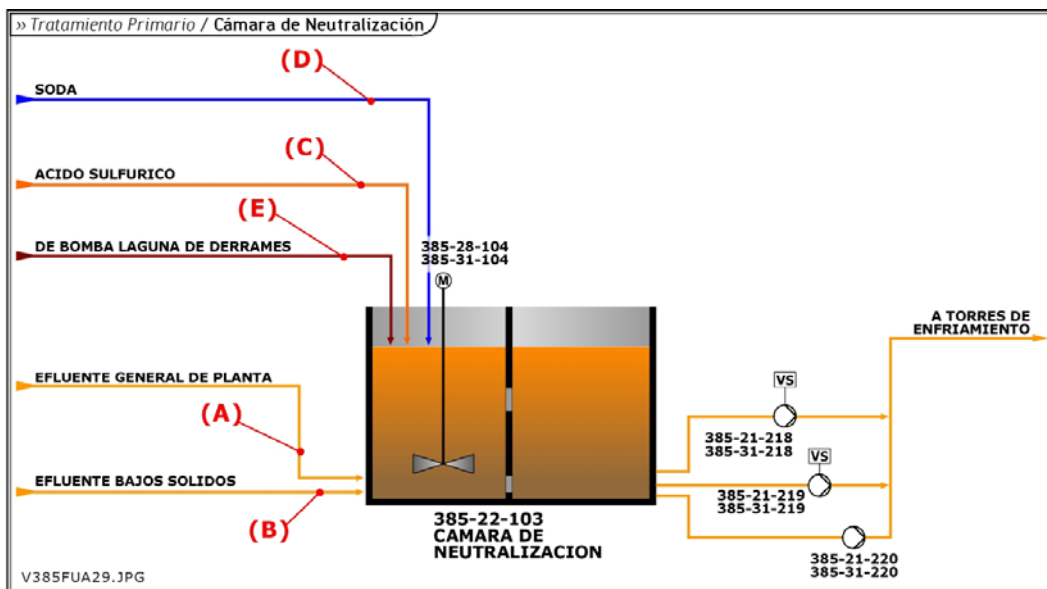 » Tratamiento Primario / Cámara de Neutralización
(D)
SODA
(C)
ACIDO SULFURICO
(E)
DE BOMBA LAGUNA DE DERRAMES
385-28-104
385-31-104
M
A TORRES DE
ENFRIAMIENTO
EFLUENTE GENERAL DE PLANTA
VS
(A)
385-21-218
385-31-218
VS
EFLUENTE BAJOS SOLIDOS
385-21-219
385-31-219
(B)
385-22-103
CAMARA DE
NEUTRALIZACION
385-21-220
385-31-220
V385FUA29.JPG